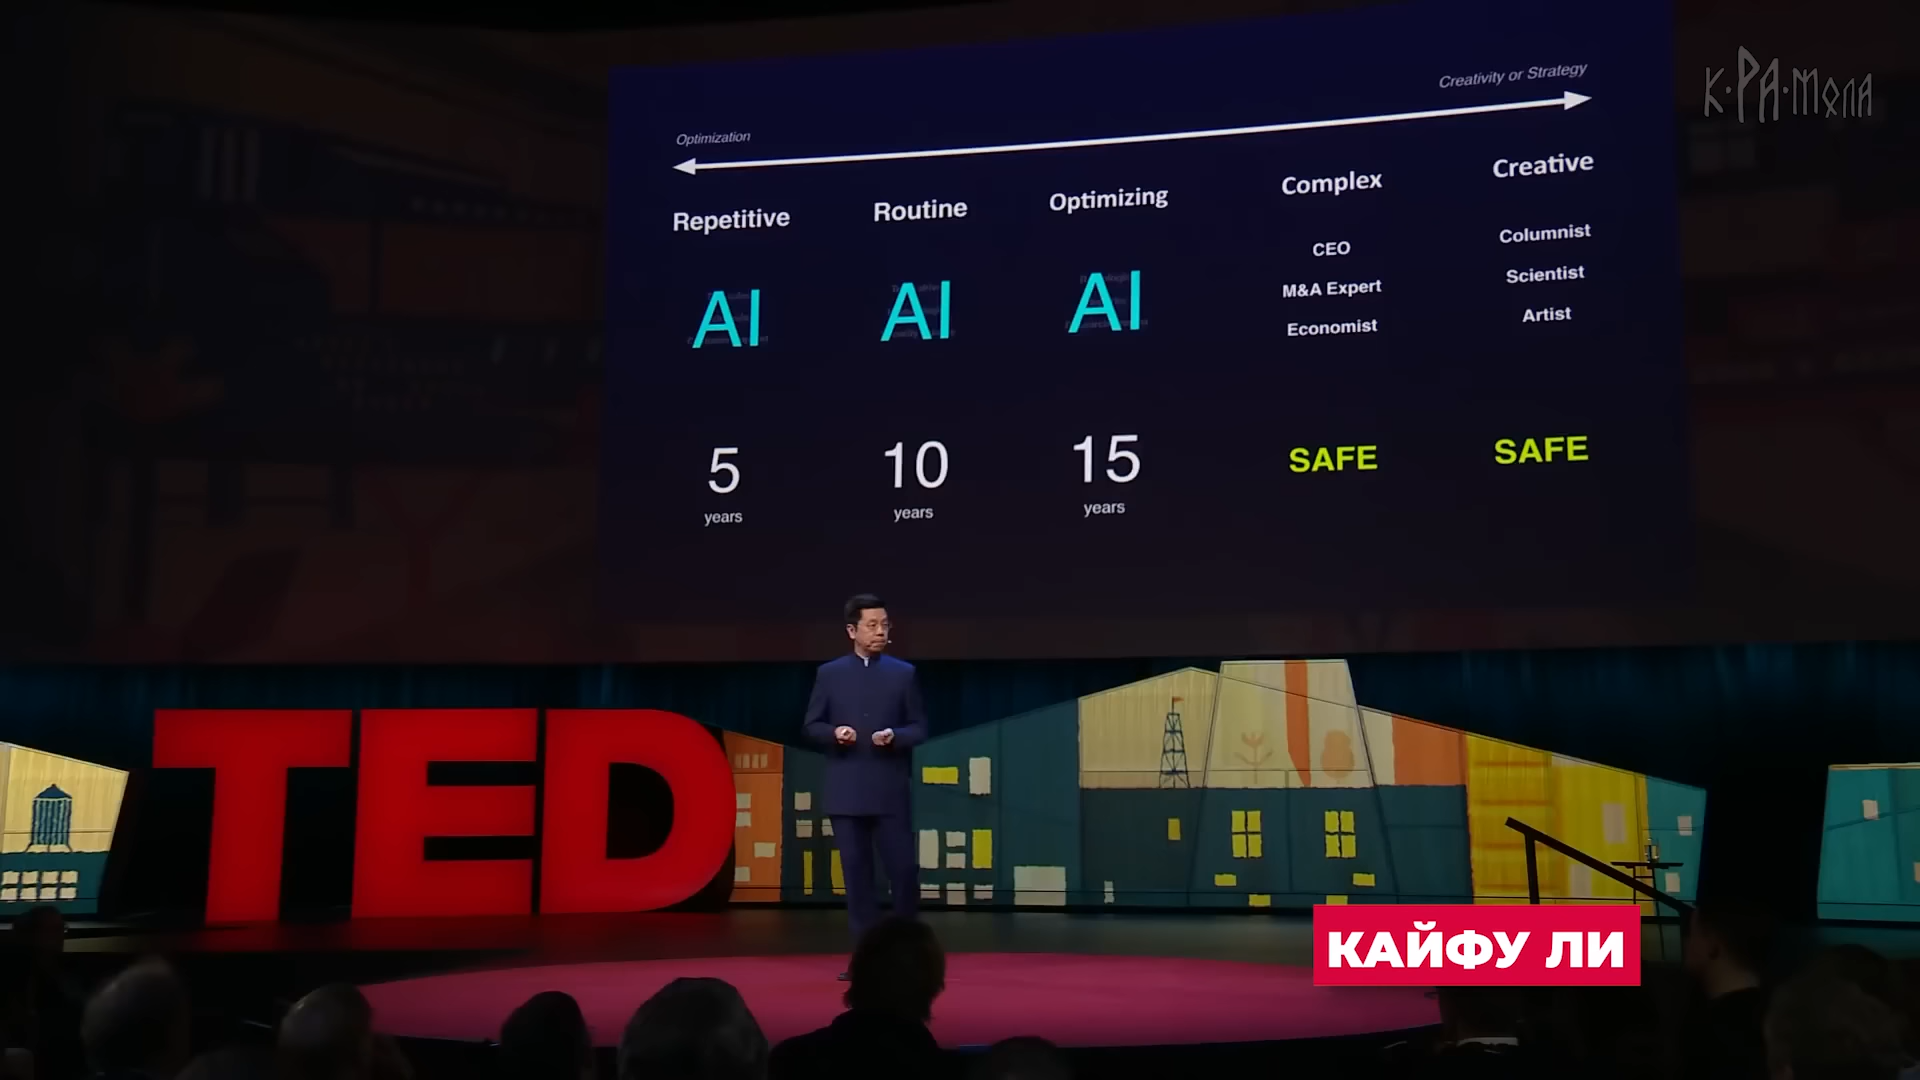 К·РА·МОЛА
Creativity or Strategy
Optimization
Repetitive
Routine
Optimizing
Complex
Creative
AI
AI
AI
CEO
M&A Expert
Economist
Columnist
Scientist
Artist
5
years
10
years
15
years
SAFE
SAFE
TED
КАЙФУ ЛИ